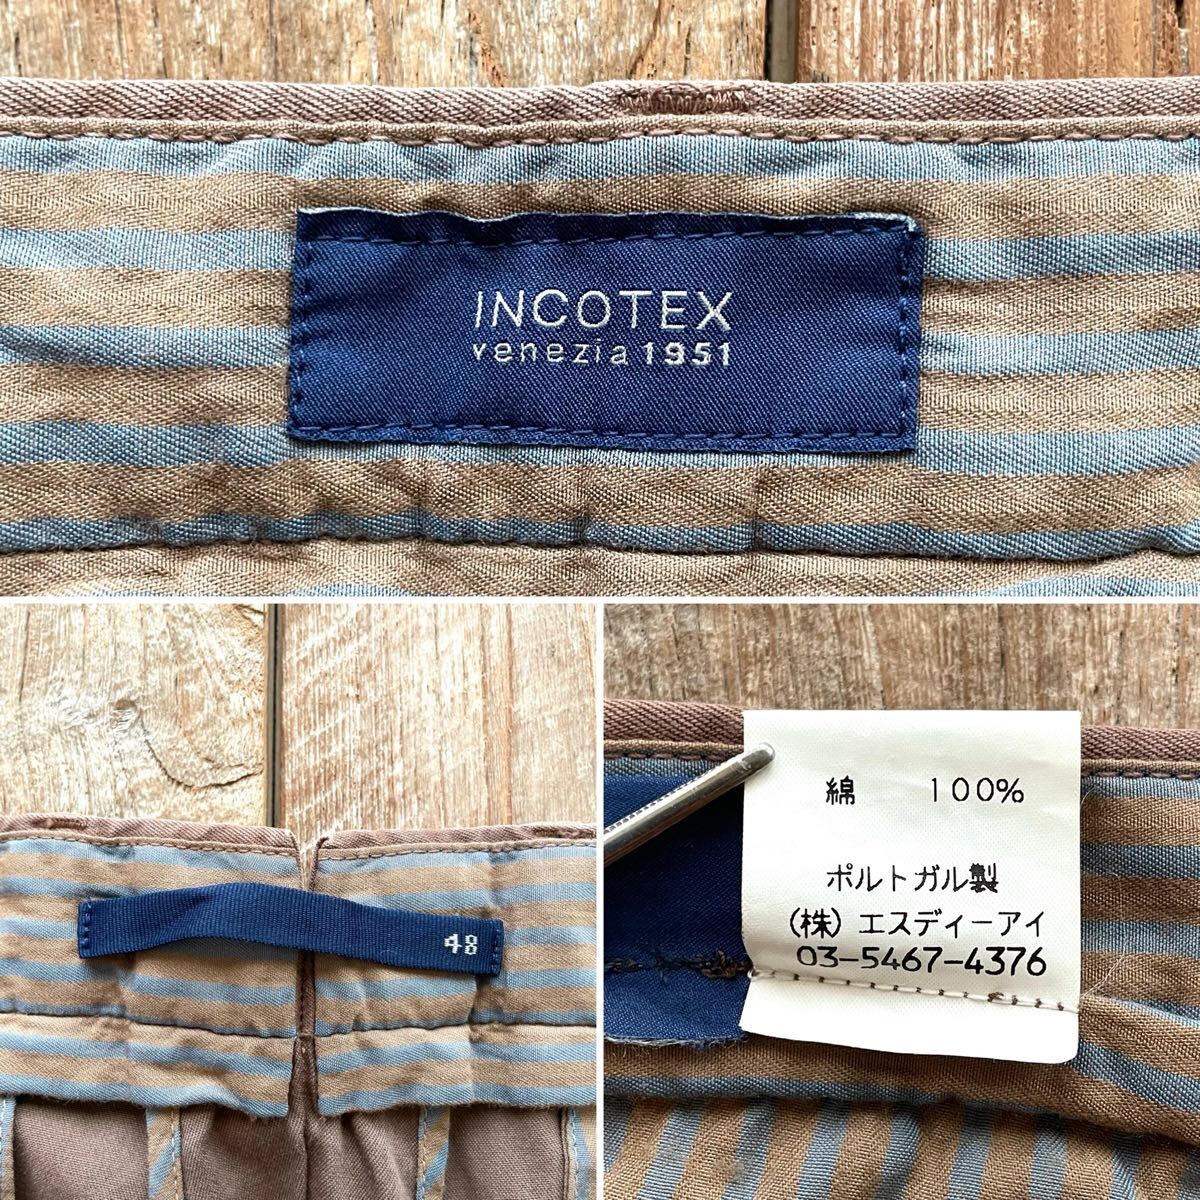 INCOTEX
venezia 1951
48
綿 100%
ポルトガル製
(株) エスディーアイ
03-5467-4376